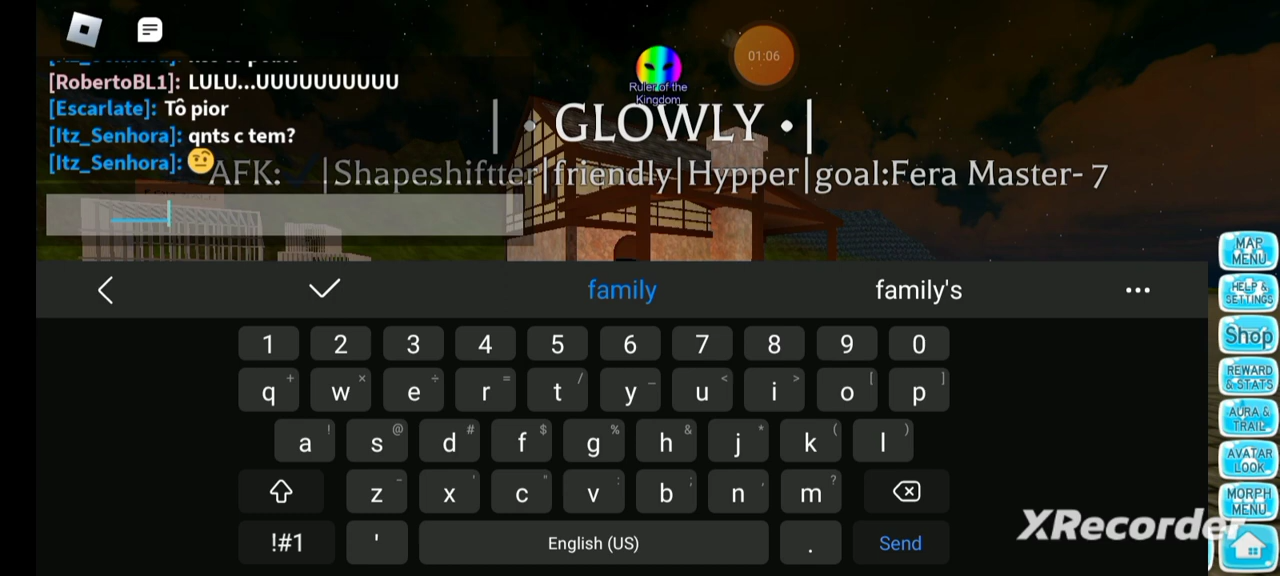 01:06
[RobertoBL1]: LULU...UUUUUUUUUUU
[Escarlate]: Tô pior
[Itz_Senhora]: qnts c tem?
[Itz_Senhora]: 🤨
Ruler of the
Kingdom
| • GLOWLY • |
AFK: |Shapeshiftter|friendly|Hypper|goal:Fera Master- 7
family family's ...
1 2 3 4 5 6 7 8 9 0
q + w × e ÷ r = t / y _ u < i > o [ p ]
a ! s @ d # f $ g % h & j * k ( l )
z - x ' c " v : b ; n , m ?
!#1 ' English (US) . Send
MAP
MENU
HELP &
SETTINGS
Shop
REWARD
& STATS
AURA &
TRAIL
AVATAR
LOOK
MORPH
MENU
XRecorder